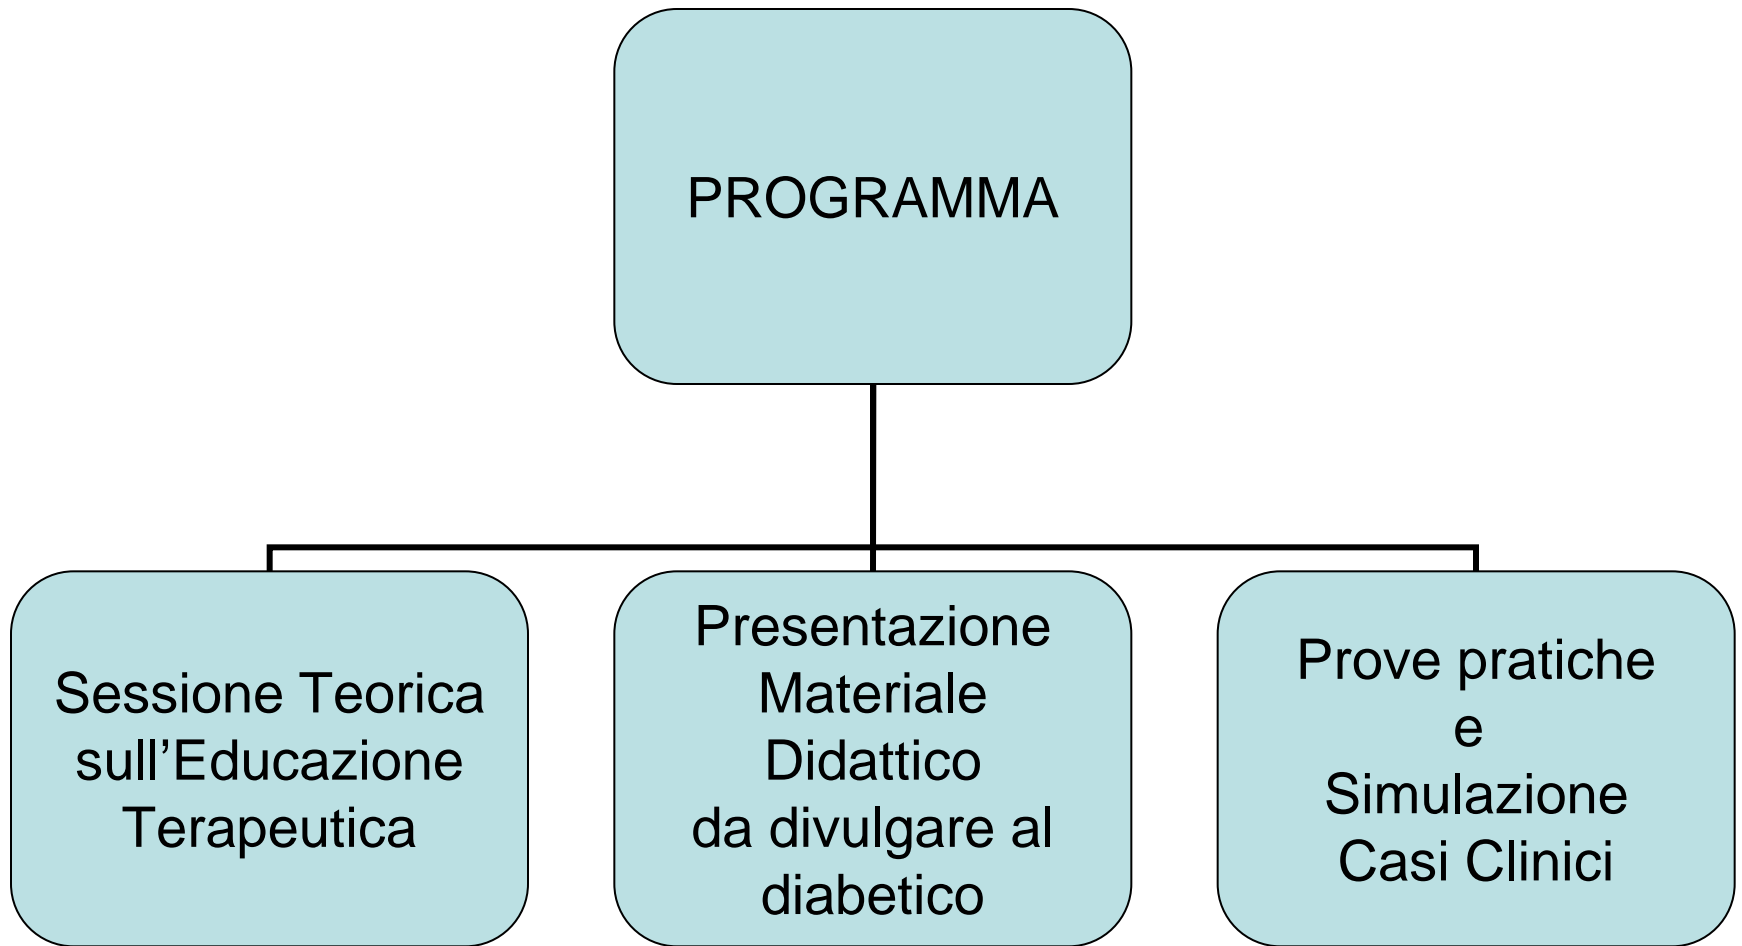 PROGRAMMA
Sessione Teorica
sull’Educazione
Terapeutica
Presentazione
Materiale
Didattico
da divulgare al
diabetico
Prove pratiche
e
Simulazione
Casi Clinici